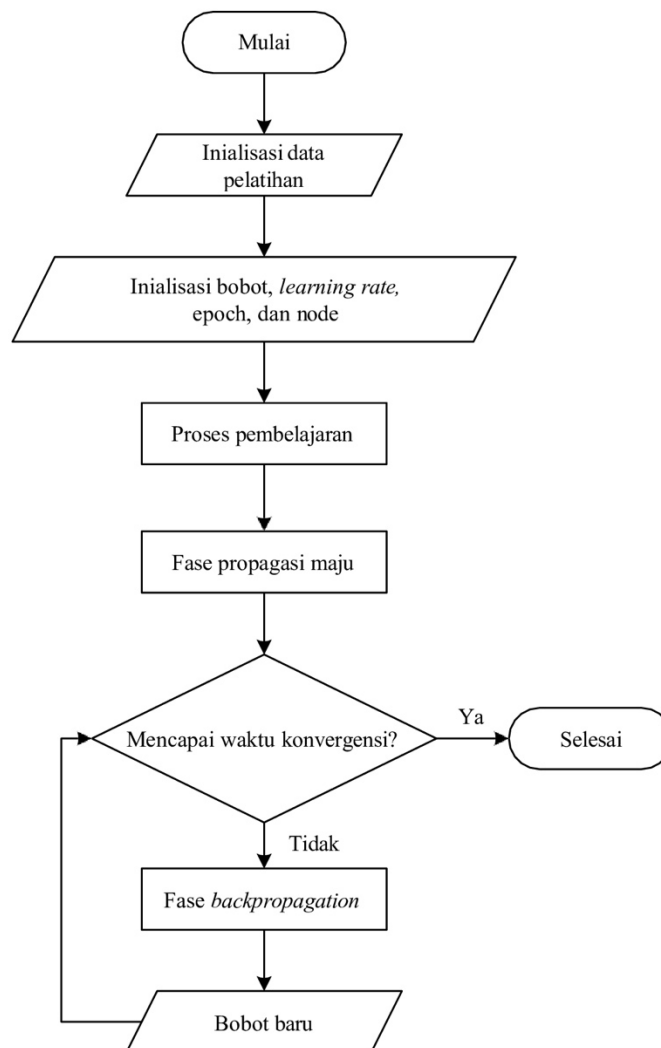 Mulai
Inialisasi data
pelatihan
Inialisasi bobot, learning rate,
epoch, dan node
Proses pembelajaran
Fase propagasi maju
Mencapai waktu konvergensi?
Ya
Selesai
Tidak
Fase backpropagation
Bobot baru